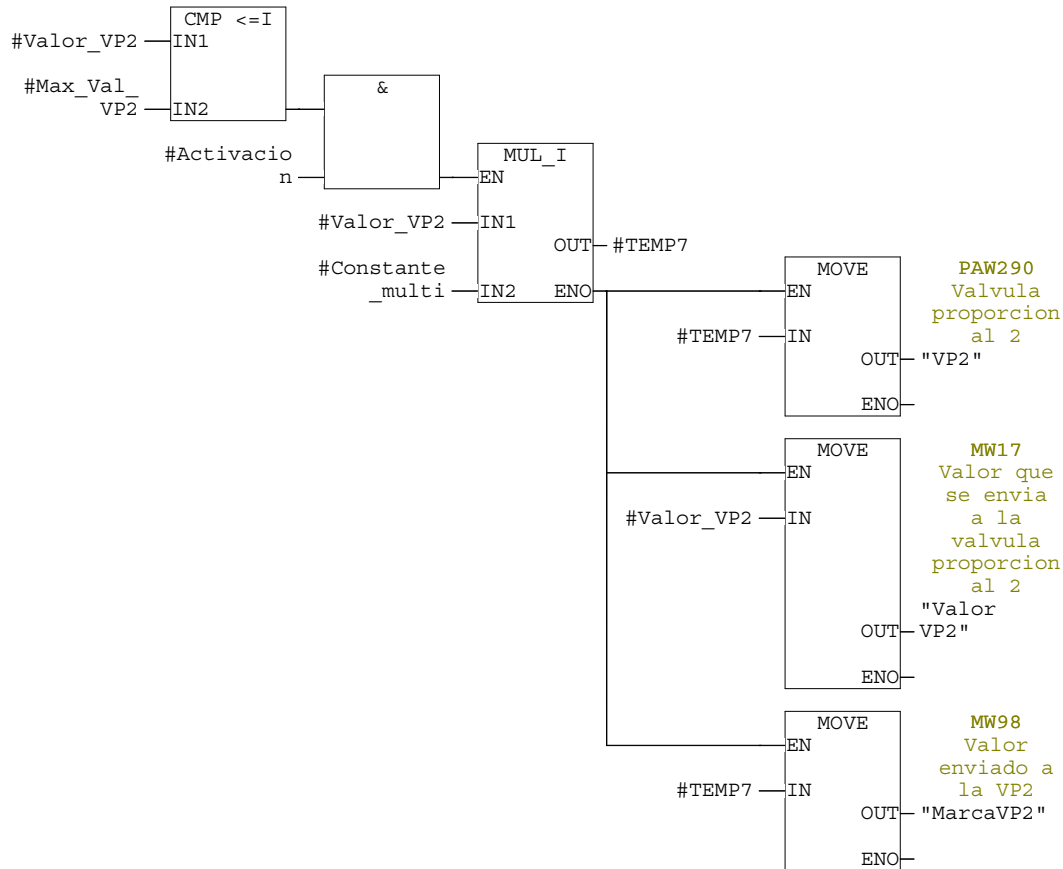 CMP <=I
#Valor_VP2
IN1
#Max_Val_
VP2
IN2
&
#Activacio
n
MUL_I
EN
#Valor_VP2
IN1
OUT
#TEMP7
#Constante
_multi
IN2
ENO
MOVE
EN
#TEMP7
IN
OUT
ENO
PAW290
Valvula
proporcion
al 2
"VP2"
MOVE
EN
#Valor_VP2
IN
OUT
ENO
MW17
Valor que
se envia
a la
valvula
proporcion
al 2
"Valor
VP2"
MOVE
EN
#TEMP7
IN
OUT
ENO
MW98
Valor
enviado a
la VP2
"MarcaVP2"